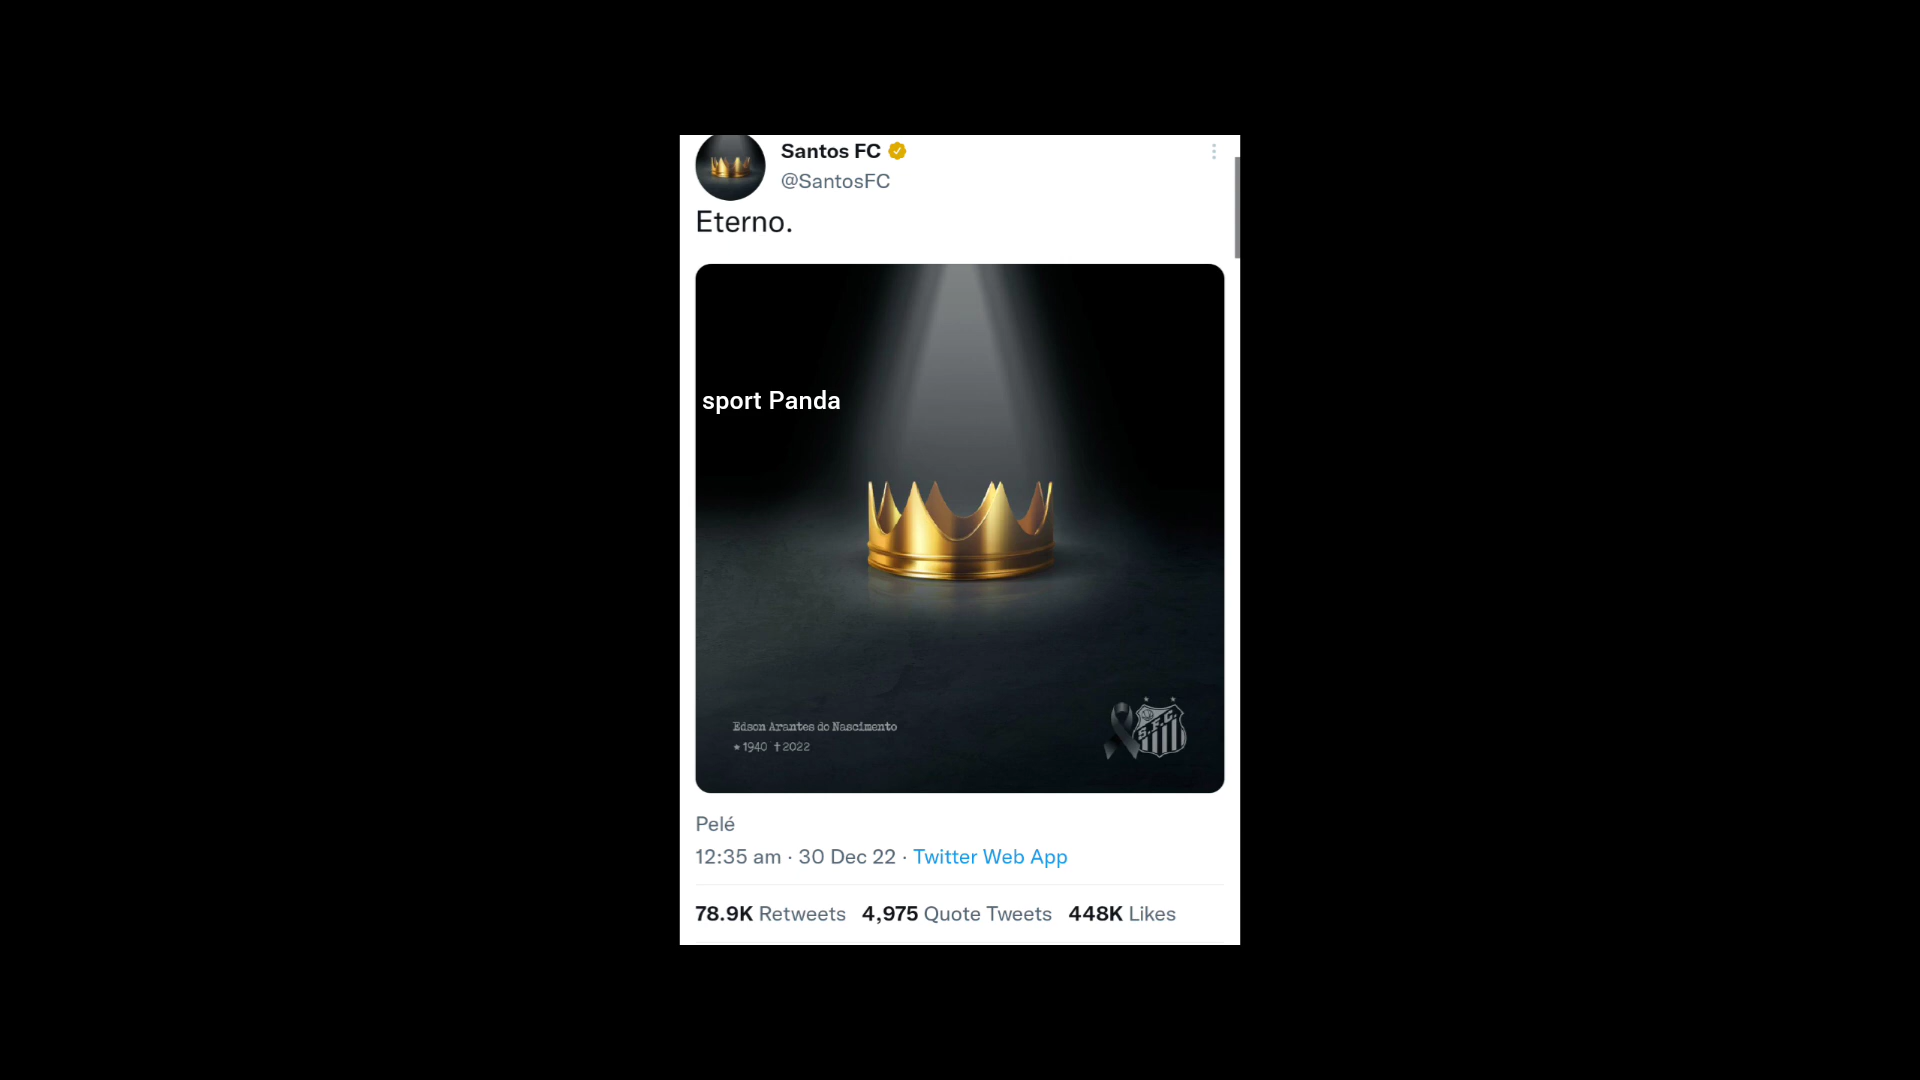 Santos FC
@SantosFC
Eterno.
sport Panda
S.F.C.
Edson Arantes do Nascimento
★1940 ✝2022
Pelé
12:35 am · 30 Dec 22 · Twitter Web App
78.9K Retweets 4,975 Quote Tweets 448K Likes